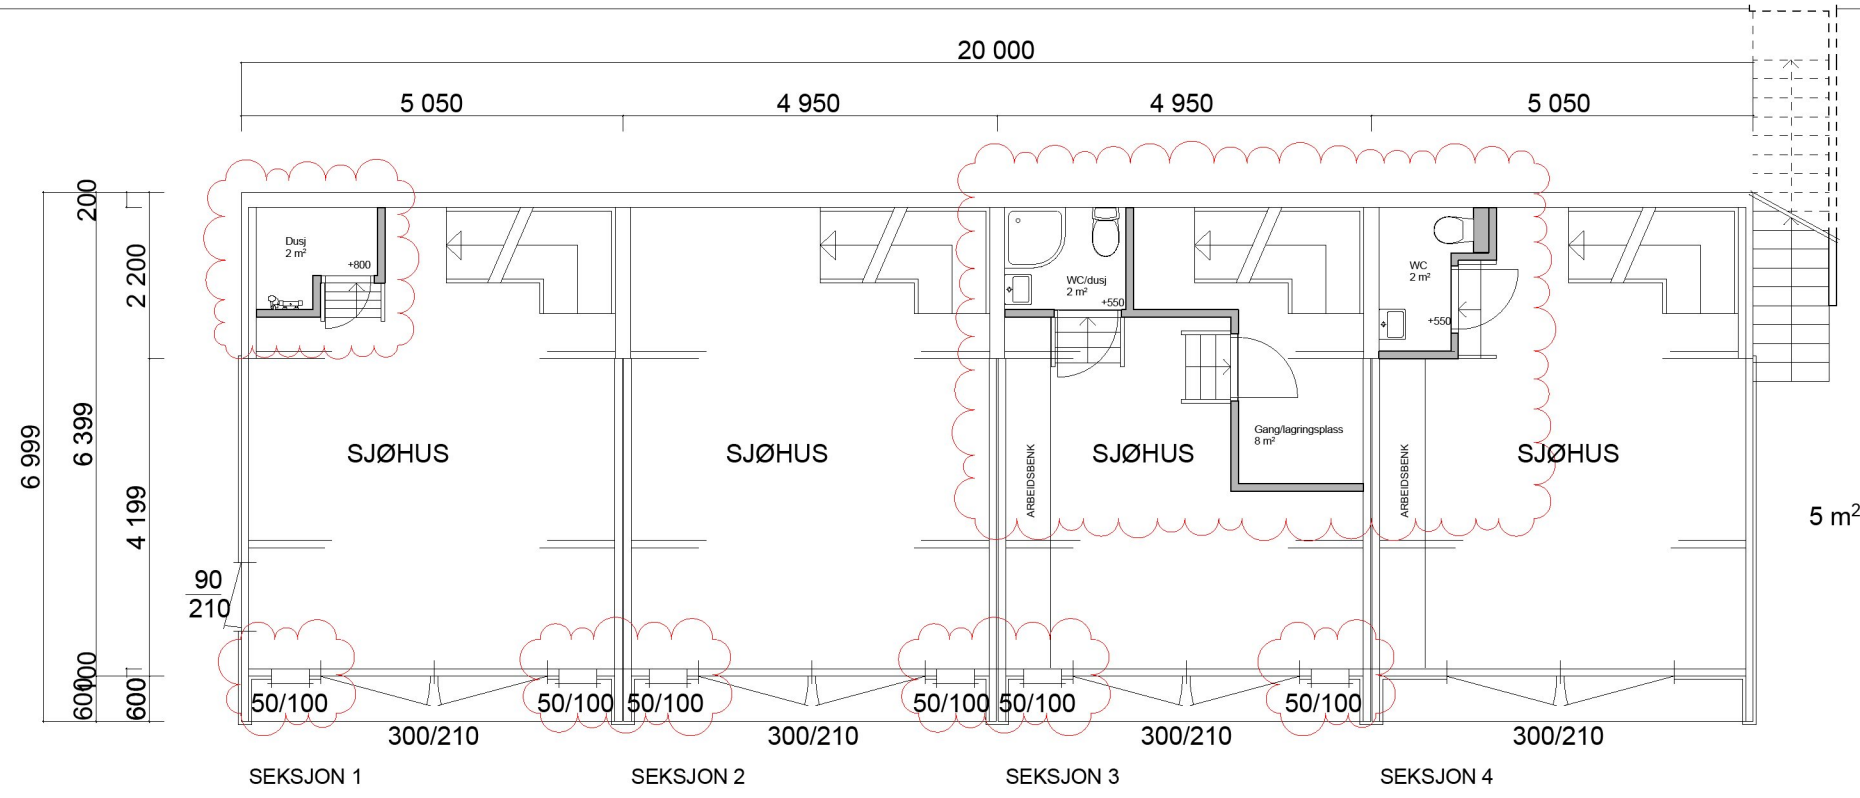 20 000
5 050
4 950
4 950
5 050
200
2 200
6 999
6 399
4 199
600
600
Dusj
2 m²
+800
WC/dusj
2 m²
+550
WC
2 m²
+550
Gang/lagringsplass
8 m²
SJØHUS
SJØHUS
SJØHUS
SJØHUS
ARBEIDSBENK
ARBEIDSBENK
5 m²
90
210
50/100
50/100
50/100
50/100
50/100
50/100
300/210
300/210
300/210
300/210
SEKSJON 1
SEKSJON 2
SEKSJON 3
SEKSJON 4